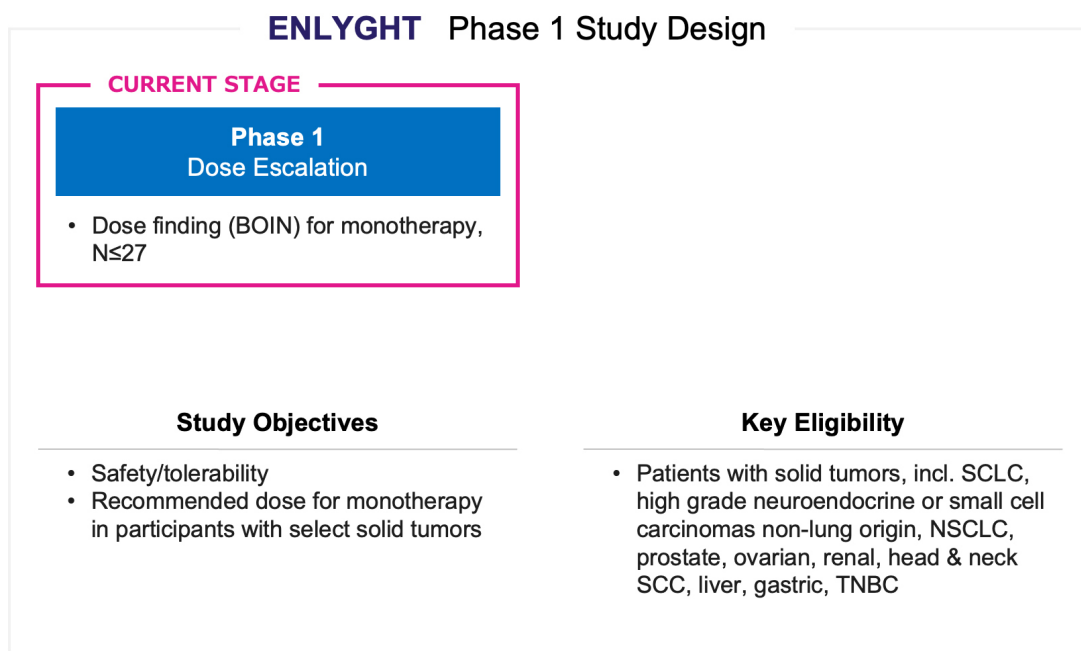 ENLYGHT Phase 1 Study Design
CURRENT STAGE
Phase 1
Dose Escalation
• Dose finding (BOIN) for monotherapy,
N≤27
Study Objectives
• Safety/tolerability
• Recommended dose for monotherapy
in participants with select solid tumors
Key Eligibility
• Patients with solid tumors, incl. SCLC,
high grade neuroendocrine or small cell
carcinomas non-lung origin, NSCLC,
prostate, ovarian, renal, head & neck
SCC, liver, gastric, TNBC